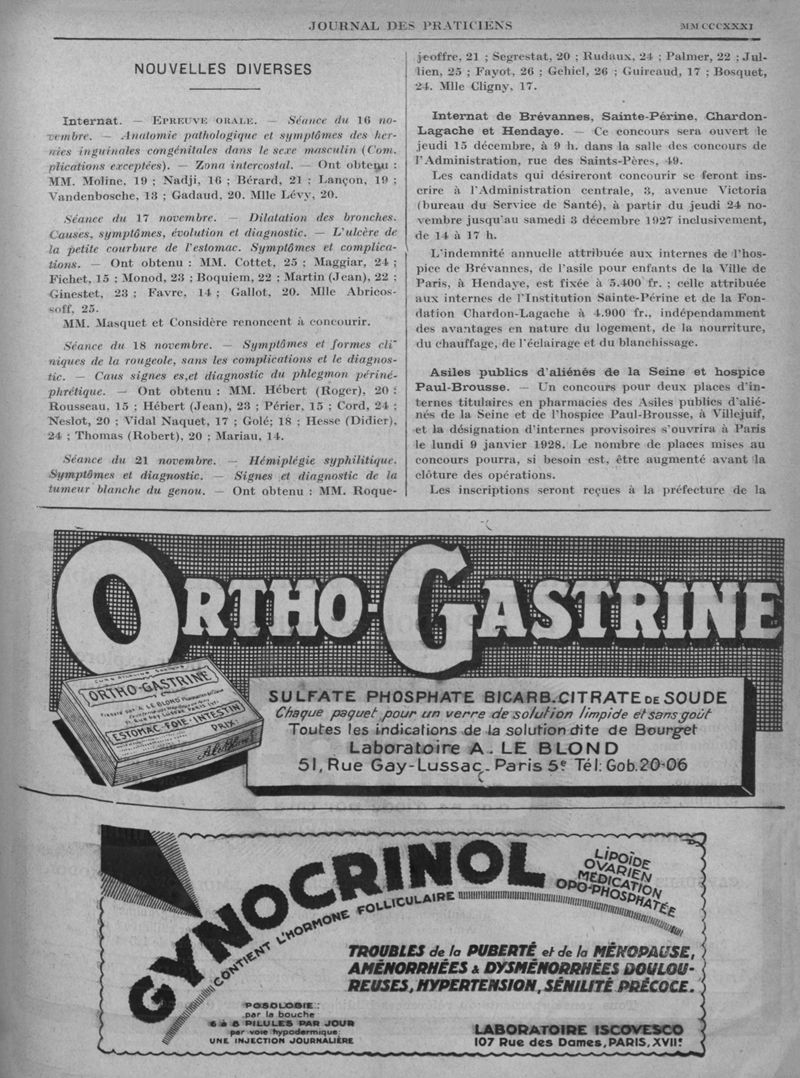 JOURNAL DES PRATICIENS
MMCCCXXXI
NOUVELLES DIVERSES
Internat. — EPREUVE ORALE. — Séance du 16 no-
vembre. — Anatomie pathologique et symptômes des her-
nies inguinales congénitales dans le sexe masculin (Com.
plications exceptées). — Zona intercostal. — Ont obtenu :
MM. Moline, 19 ; Nadji, 16 ; Bérard, 21 ; Lançon, 19 ;
Vandenbosche, 13 ; Gadaud, 20. Mlle Lévy, 20.
Séance du 17 novembre. — Dilatation des bronches.
Causes, symptômes, évolution et diagnostic. — L'ulcère de
la petite courbure de l'estomac. Symptômes et complica-
tions. — Ont obtenu : MM. Cottet, 25 ; Maggiar, 24 ;
Fichet, 15 ; Monod, 23 ; Boquiem, 22 ; Martin (Jean), 22 ;
Ginestet, 23 ; Favre, 14 ; Gallot, 20. Mlle Abricos-
soff, 25.
MM. Masquet et Considère renoncent à concourir.
Séance du 18 novembre. — Symptômes et formes cli
niques de la rougeole, sans les complications et le diagnos-
tic. — Caus signes es,et diagnostic du phlegmon périné-
phrétique. — Ont obtenu : MM. Hébert (Roger), 20 ;
Rousseau, 15 ; Hébert (Jean), 23 ; Périer, 15 ; Cord, 24 ;
Neslot, 20 ; Vidal Naquet, 17 ; Golé; 18 ; Hesse (Didier),
24 ; Thomas (Robert), 20 ; Mariau, 14.
Séance du 21 novembre. — Hémiplégie syphilitique.
Symptômes et diagnostic. — Signes et diagnostic de la
tumeur blanche du genou. — Ont obtenu : MM. Roque-
jeoffre, 21 ; Segrestat, 20 ; Rudaux, 24 ; Palmer, 22 ; Jul-
lien, 25 ; Fayot, 26 ; Gehiel, 26 ; Guireaud, 17 ; Bosquet,
24. Mlle Cligny, 17.
Internat de Brévannes, Sainte-Périne, Chardon-
Lagache et Hendaye. — Ce concours sera ouvert le
jeudi 15 décembre, à 9 h. dans la salle des concours de
l'Administration, rue des Saints-Pères, 49.
Les candidats qui désireront concourir se feront ins-
crire à l'Administration centrale, 3, avenue Victoria
(bureau du Service de Santé), à partir du jeudi 24 no-
vembre jusqu'au samedi 3 décembre 1927 inclusivement,
de 14 à 17 h.
L'indemnité annuelle attribuée aux internes de l'hos-
pice de Brévannes, de l'asile pour enfants de la Ville de
Paris, à Hendaye, est fixée à 5.400 fr. ; celle attribuée
aux internes de l'Institution Sainte-Périne et de la Fon-
dation Chardon-Lagache à 4.900 fr., indépendamment
des avantages en nature du logement, de la nourriture,
du chauffage, de l'éclairage et du blanchissage.
Asiles publics d'aliénés de la Seine et hospice
Paul-Brousse. — Un concours pour deux places d'in-
ternes titulaires en pharmacies des Asiles publics d'alié-
nés de la Seine et de l'hospice Paul-Brousse, à Villejuif,
et la désignation d'internes provisoires s'ouvrira à Paris
le lundi 9 janvier 1928. Le nombre de places mises au
concours pourra, si besoin est, être augmenté avant la
clôture des opérations.
Les inscriptions seront reçues à la préfecture de la
ORTHO-GASTRINE
ORTHO-GASTRINE
ESTOMAC-FOIE-INTESTIN
PRIX
SULFATE PHOSPHATE BICARB.CITRATE DE SOUDE
Chaque paquet pour un verre de solution limpide et sans goût
Toutes les indications de la solution dite de Bourget
Laboratoire A. LE BLOND
51, Rue Gay-Lussac. Paris 5e Tél: Gob.20-06
GYNOCRINOL
LIPOÏDE
OVARIEN
MÉDICATION
OPO-PHOSPHATÉE
CONTIENT L'HORMONE FOLLICULAIRE
TROUBLES de la PUBERTÉ et de la MÉNOPAUSE,
AMÉNORRHÉES & DYSMÉNORRHÉES DOULOU-
REUSES, HYPERTENSION, SÉNILITÉ PRÉCOCE.
POSOLOGIE :
par la bouche
6 à 8 PILULES PAR JOUR
par voie hypodermique:
UNE INJECTION JOURNALIÈRE
LABORATOIRE ISCOVESCO
107 Rue des Dames, PARIS, XVIIe